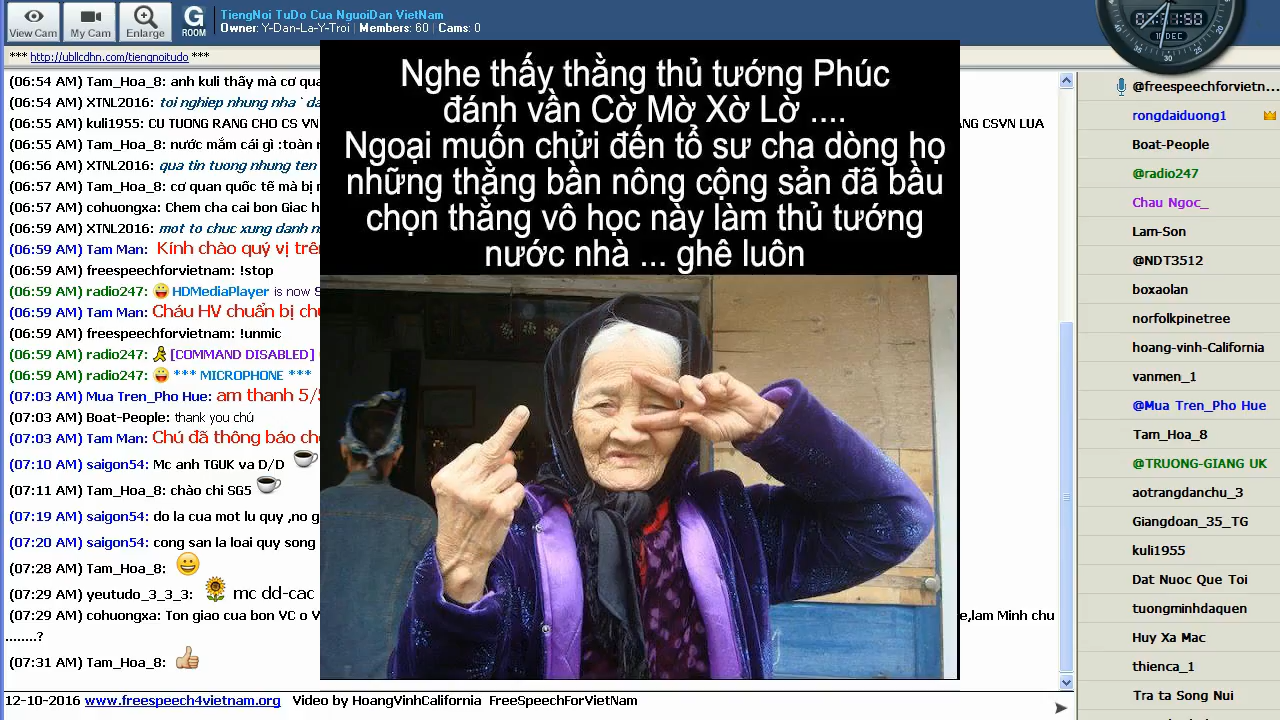 View Cam
My Cam
Enlarge
G
ROOM
TiengNoi TuDo Cua NguoiDan VietNam
Owner: Y-Dan-La-Y-Troi | Members: 60 | Cams: 0
*** http://ubllcdhn.com/tiengnoitudo ***
(06:54 AM) Tam_Hoa_8: anh kuli thãy mà cơ qua
(06:54 AM) XTNL2016: toi nghiep nhung nha ` da
(06:55 AM) kuli1955: CU TUONG RANG CHO CS VN
ANG CSVN LUA
(06:55 AM) Tam_Hoa_8: nước mắm cái gì :toàn
(06:56 AM) XTNL2016: qua tin tuong nhung ten
(06:57 AM) Tam_Hoa_8: cơ quan quốc tế mà bị
(06:57 AM) cohuongxa: Chem cha cai bon Giac h
(06:59 AM) XTNL2016: mot to chuc xung danh
(06:59 AM) Tam Man: Kính chào quý vị trên
(06:59 AM) freespeechforvietnam: !stop
(06:59 AM) radio247: HDMediaPlayer is now
(06:59 AM) Tam Man: Cháu HV chuẩn bị
(06:59 AM) freespeechforvietnam: !unmic
(06:59 AM) radio247: [COMMAND DISABLED]
(06:59 AM) radio247: *** MICROPHONE ***
(07:03 AM) Mua Tren_Pho Hue: am thanh 5/
(07:03 AM) Boat-People: thank you chú
(07:03 AM) Tam Man: Chú đã thông báo
(07:10 AM) saigon54: Mc anh TGUK va D/D
(07:11 AM) Tam_Hoa_8: chào chi SG5
(07:19 AM) saigon54: do la cua mot lu quy ,no g
(07:20 AM) saigon54: cong san la loai quy song
(07:28 AM) Tam_Hoa_8:
(07:29 AM) yeutudo_3_3_3: mc dd-cac
(07:29 AM) cohuongxa: Ton giao cua bon VC o V
e,lam Minh chu
........?
(07:31 AM) Tam_Hoa_8:
Nghe thấy thằng thủ tướng Phúc
đánh vần Cờ Mờ Xờ Lờ ....
Ngoại muốn chửi đến tổ sư cha dòng họ
những thằng bần nông cộng sản đã bầu
chọn thằng vô học này làm thủ tướng
nước nhà ... ghê luôn
10 DEC
30
@freespeechforvietn...
rongdaiduong1
Boat-People
@radio247
Chau Ngoc_
Lam-Son
@NDT3512
boxaolan
norfolkpinetree
hoang-vinh-California
vanmen_1
@Mua Tren_Pho Hue
Tam_Hoa_8
@TRUONG-GIANG UK
aotrangdanchu_3
Giangdoan_35_TG
kuli1955
Dat Nuoc Que Toi
tuongminhdaquen
Huy Xa Mac
thienca_1
Tra ta Song Nui
12-10-2016 www.freespeech4vietnam.org Video by HoangVinhCalifornia FreeSpeechForVietNam